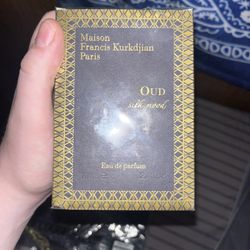 Maison
Francis Kurkdjian
Paris
OUD
silk mood
Eau de parfum